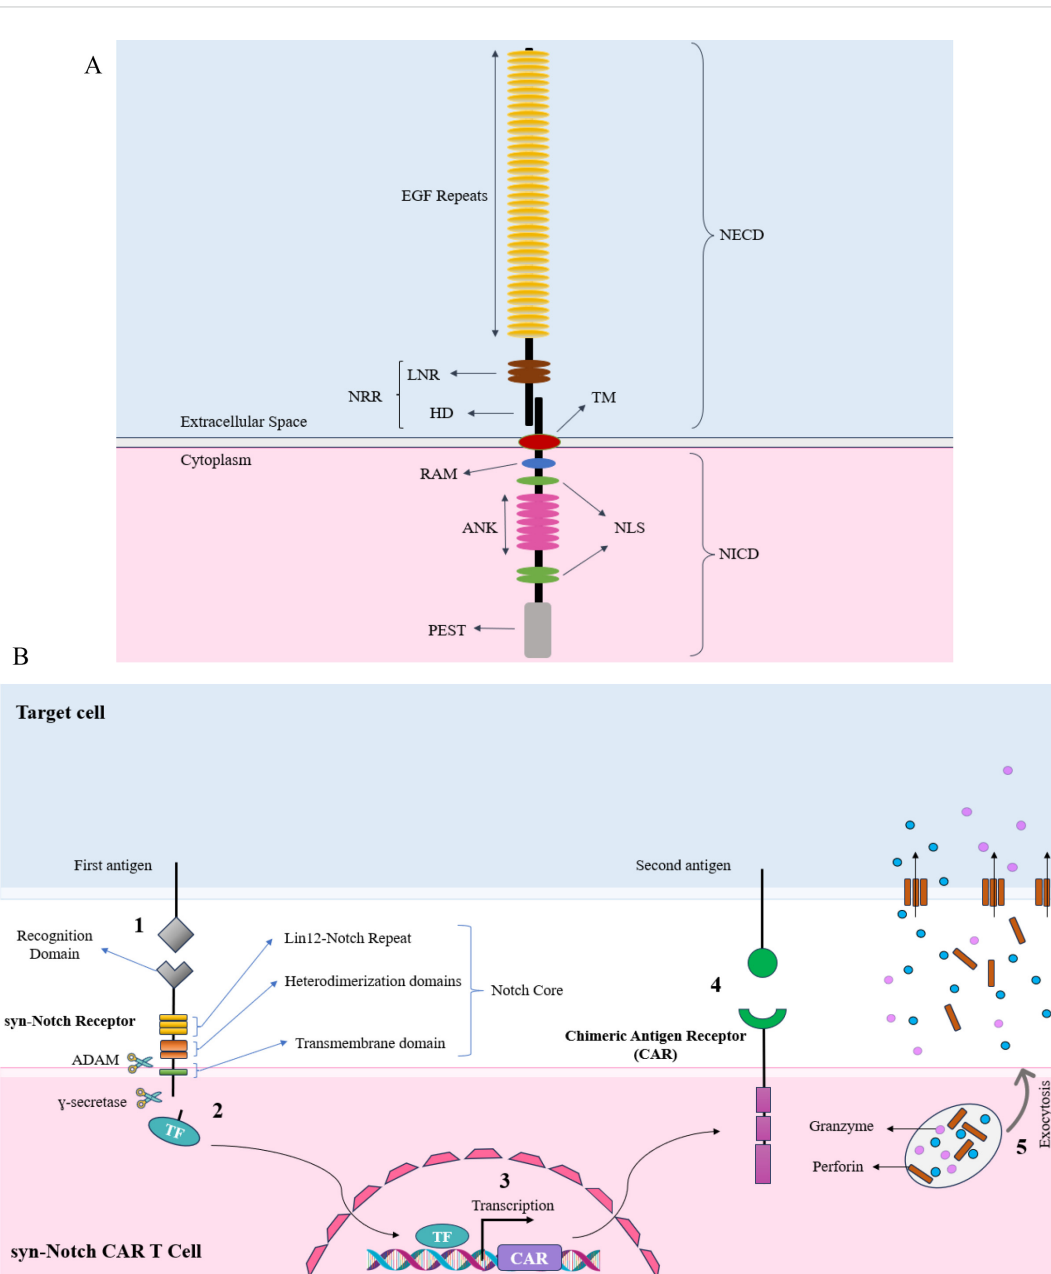 A
EGF Repeats
NECD
LNR
NRR
HD
TM
Extracellular Space
Cytoplasm
RAM
ANK
NLS
NICD
PEST
B
Target cell
First antigen
Second antigen
1
Recognition
Domain
Lin12-Notch Repeat
Heterodimerization domains
Notch Core
syn-Notch Receptor
Transmembrane domain
ADAM
γ-secretase
2
TF
4
Chimeric Antigen Receptor
(CAR)
Granzyme
Perforin
5
Exocytosis
3
Transcription
TF
CAR
syn-Notch CAR T Cell